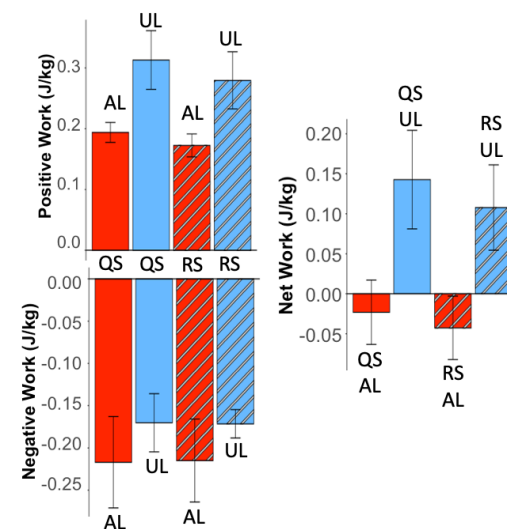 UL
UL
AL
AL
Positive Work (J/kg)
0.3
0.2
0.1
0.0
QS QS RS RS
Negative Work (J/kg)
0.00
-0.05
-0.10
-0.15
-0.20
-0.25
UL
UL
AL
AL
Net Work (J/kg)
0.20
0.15
0.10
0.05
0.00
-0.05
QS
UL
RS
UL
QS
AL
RS
AL